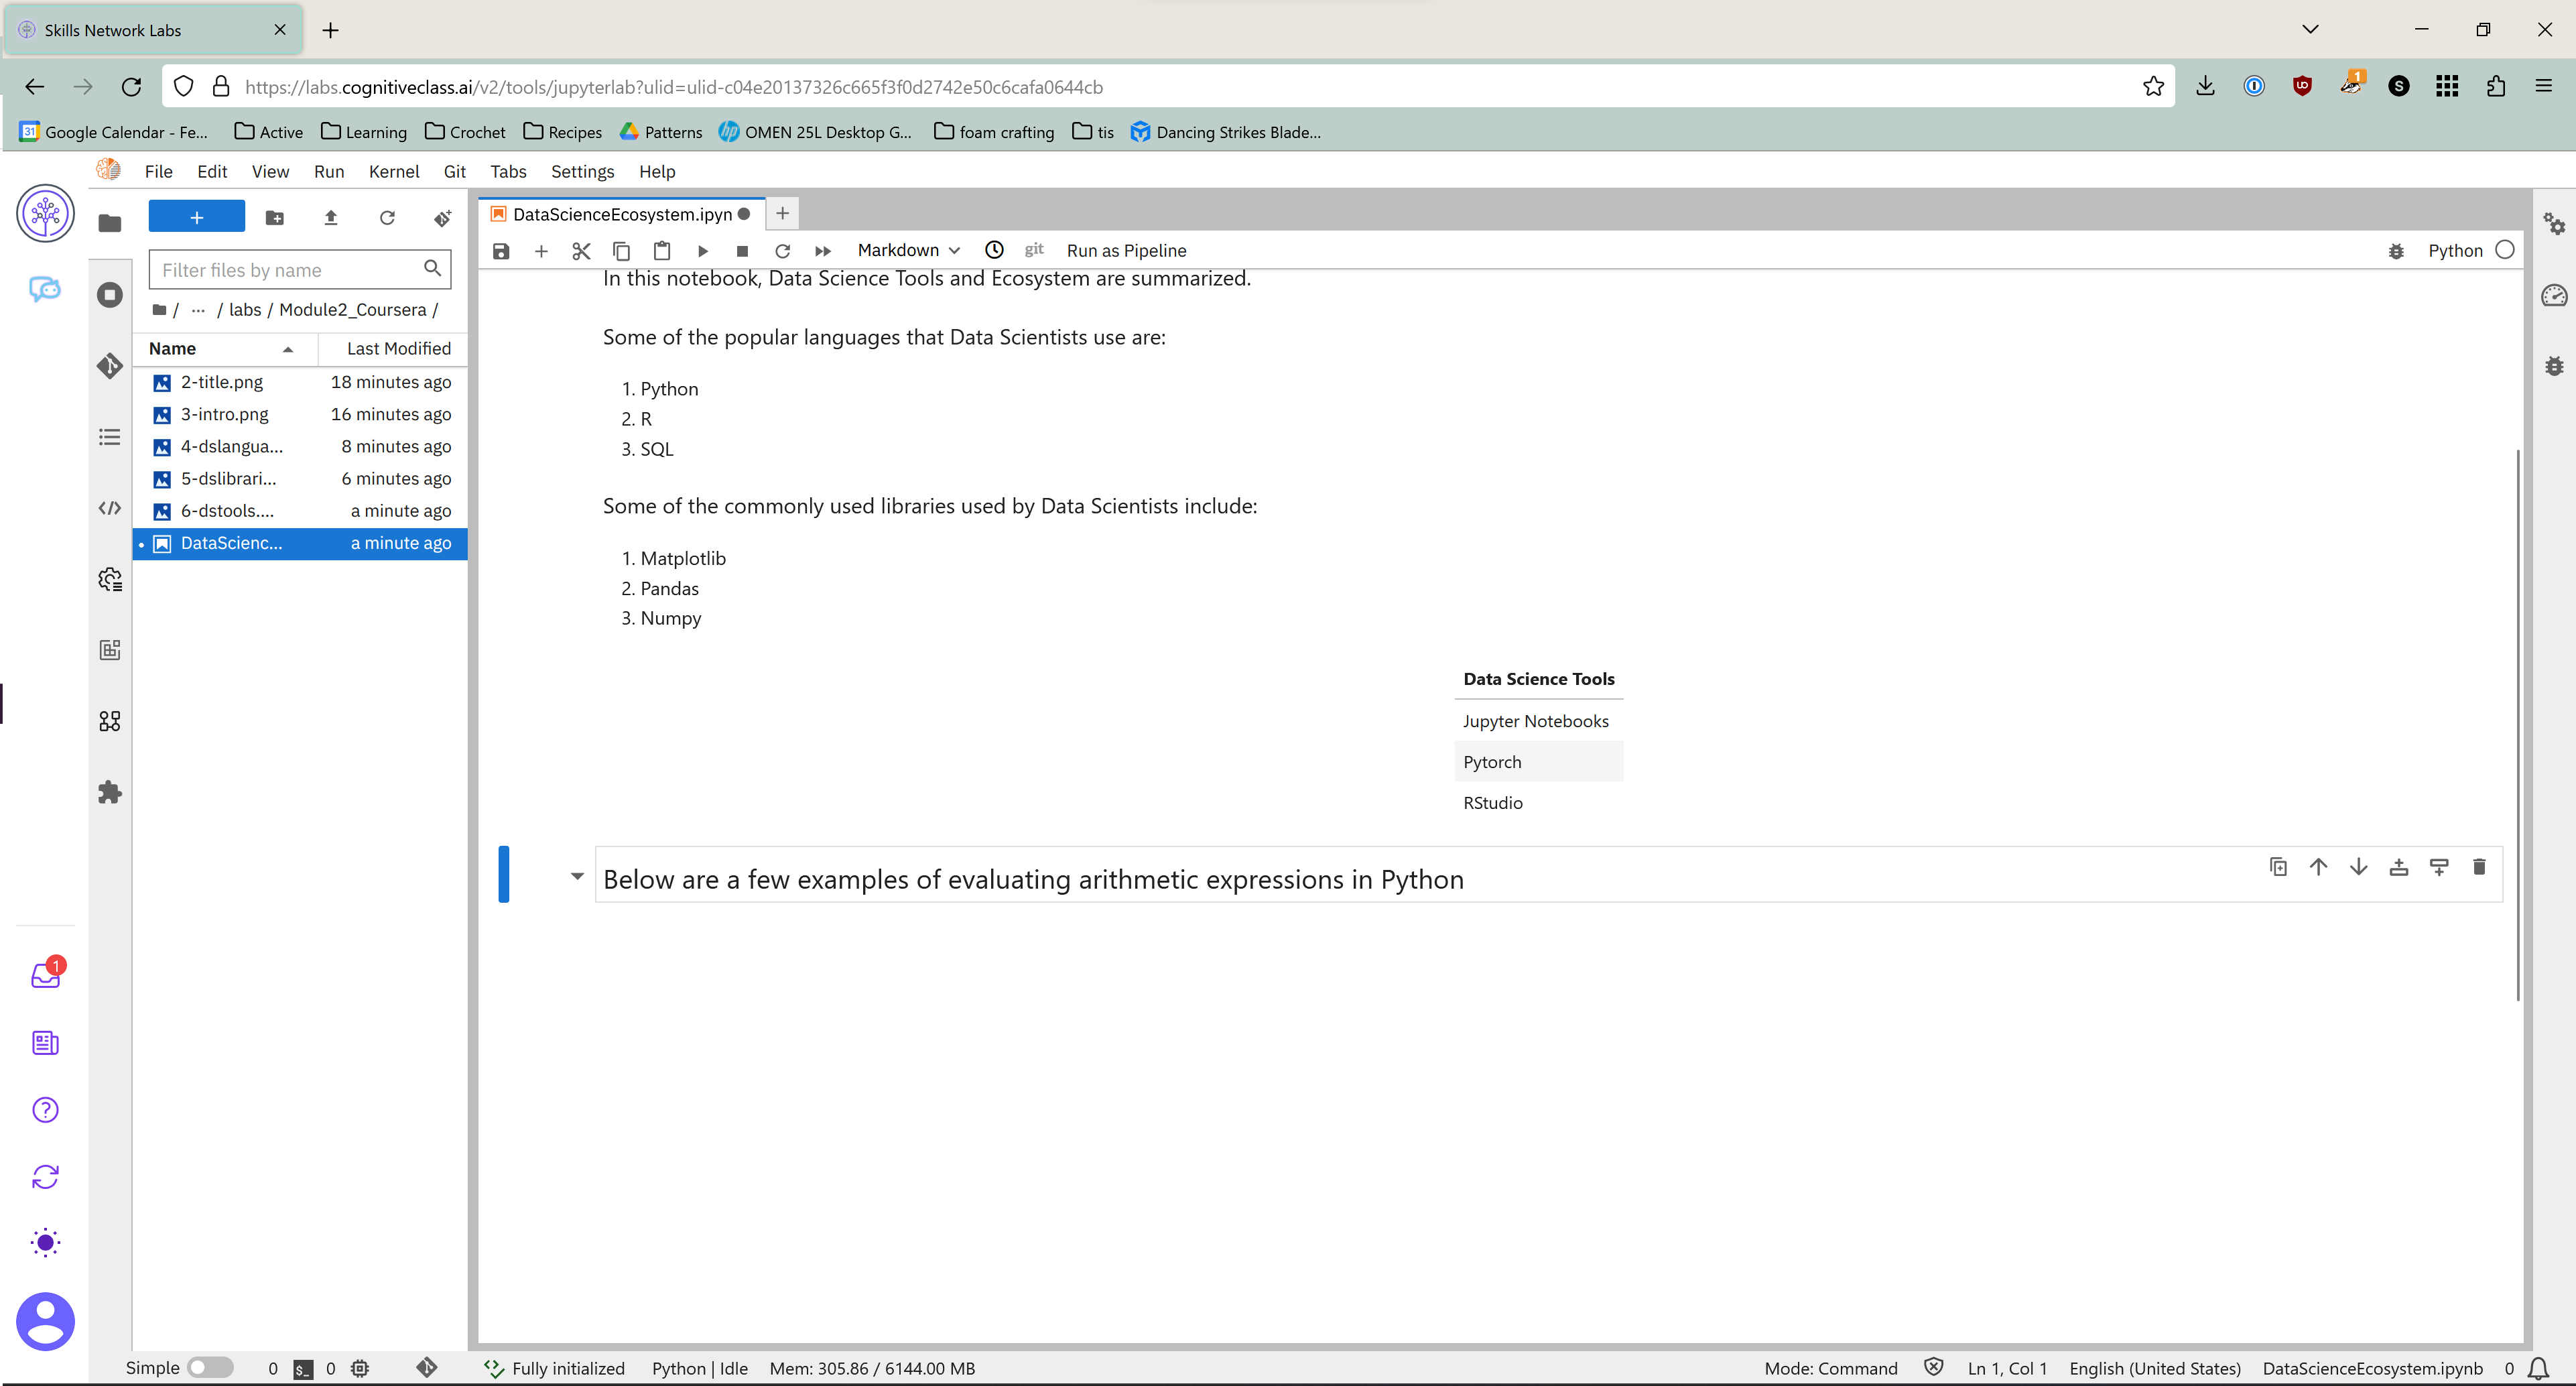 Skills Network Labs
https://labs.cognitiveclass.ai/v2/tools/jupyterlab?ulid=ulid-c04e20137326c665f3f0d2742e50c6cafa0644cb
1
S
31 Google Calendar - Fe... Active Learning Crochet Recipes Patterns hp OMEN 25L Desktop G... foam crafting tis Dancing Strikes Blade...
File Edit View Run Kernel Git Tabs Settings Help
DataScienceEcosystem.ipyn
Filter files by name
Markdown git Run as Pipeline Python
/ ... / labs / Module2_Coursera /
Name Last Modified
2-title.png 18 minutes ago
3-intro.png 16 minutes ago
4-dslangua... 8 minutes ago
5-dslibrari... 6 minutes ago
6-dstools.... a minute ago
DataScienc... a minute ago
In this notebook, Data Science Tools and Ecosystem are summarized.
Some of the popular languages that Data Scientists use are:
1. Python
2. R
3. SQL
Some of the commonly used libraries used by Data Scientists include:
1. Matplotlib
2. Pandas
3. Numpy
Data Science Tools
Jupyter Notebooks
Pytorch
RStudio
Below are a few examples of evaluating arithmetic expressions in Python
1
Simple 0 $_ 0 Fully initialized Python | Idle Mem: 305.86 / 6144.00 MB Mode: Command Ln 1, Col 1 English (United States) DataScienceEcosystem.ipynb 0